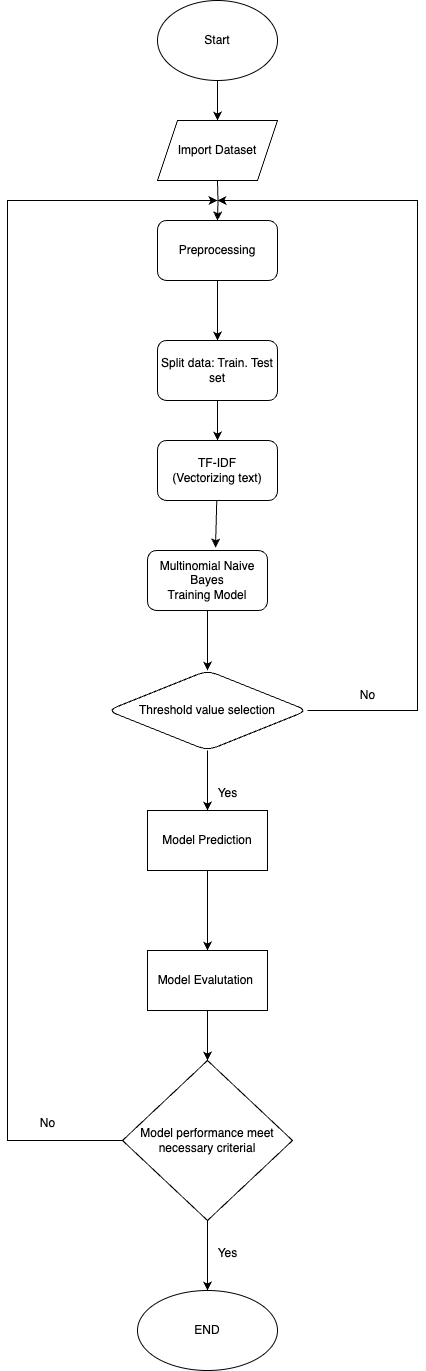 Start
Import Dataset
Preprocessing
Split data: Train. Test
set
TF-IDF
(Vectorizing text)
Multinomial Naive
Bayes
Training Model
Threshold value selection
No
Yes
Model Prediction
Model Evalutation
No
Model performance meet
necessary criterial
Yes
END